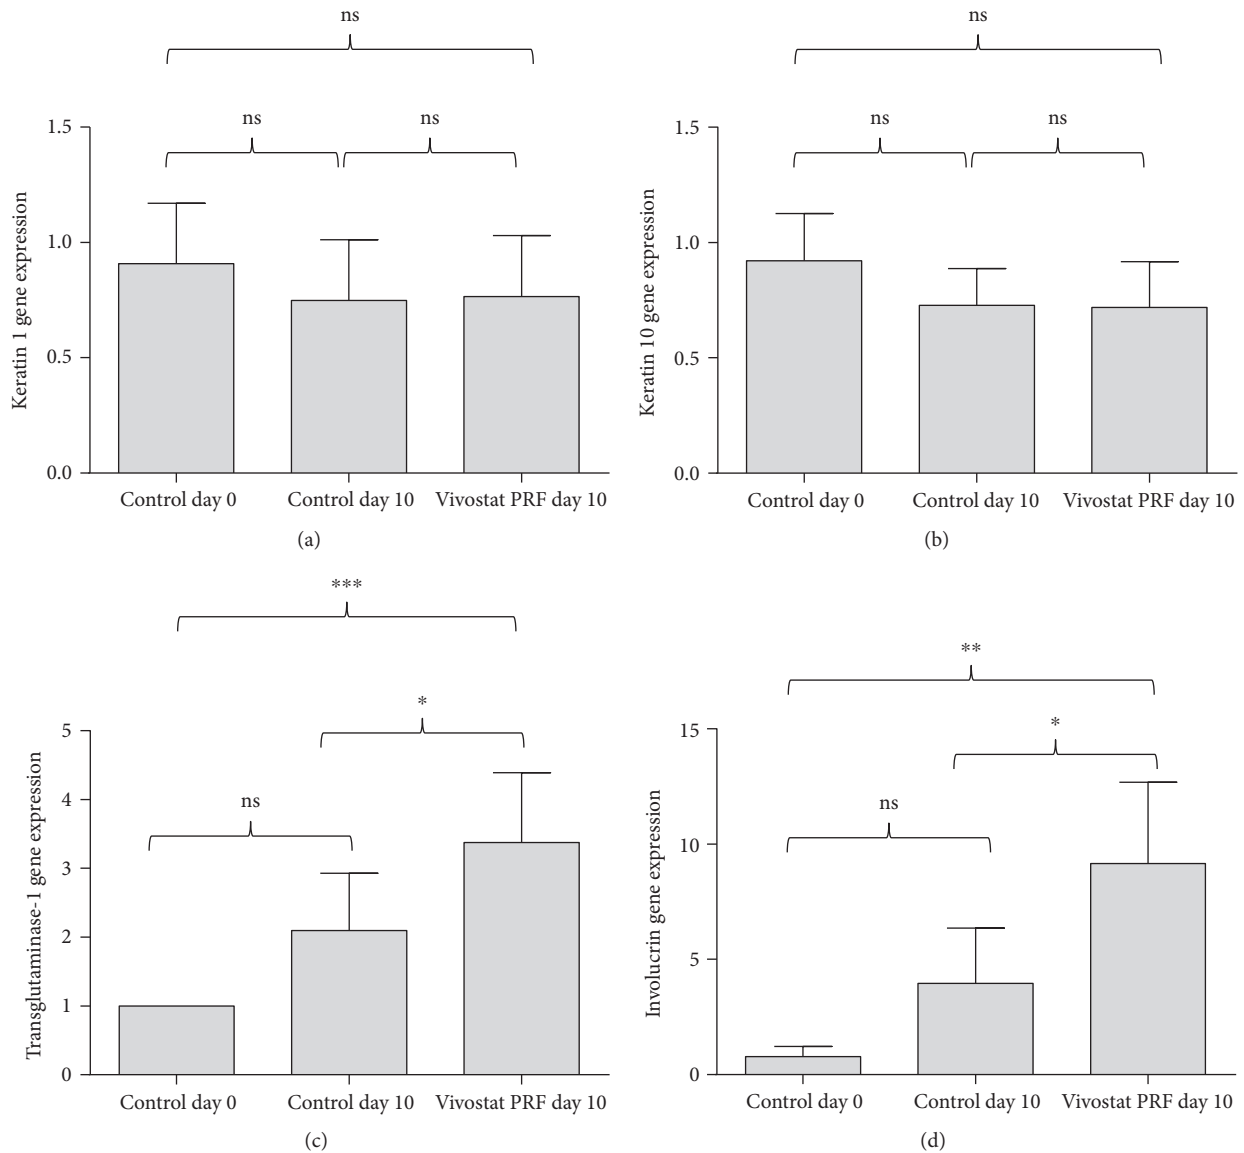 ns
ns
ns
1.5
1.0
0.5
0.0
Keratin 1 gene expression
Control day 0
Control day 10
Vivostat PRF day 10
(a)
ns
ns
ns
1.5
1.0
0.5
0.0
Keratin 10 gene expression
Control day 0
Control day 10
Vivostat PRF day 10
(b)
***
*
ns
5
4
3
2
1
0
Transglutaminase-1 gene expression
Control day 0
Control day 10
Vivostat PRF day 10
(c)
**
*
ns
15
10
5
0
Involucrin gene expression
Control day 0
Control day 10
Vivostat PRF day 10
(d)